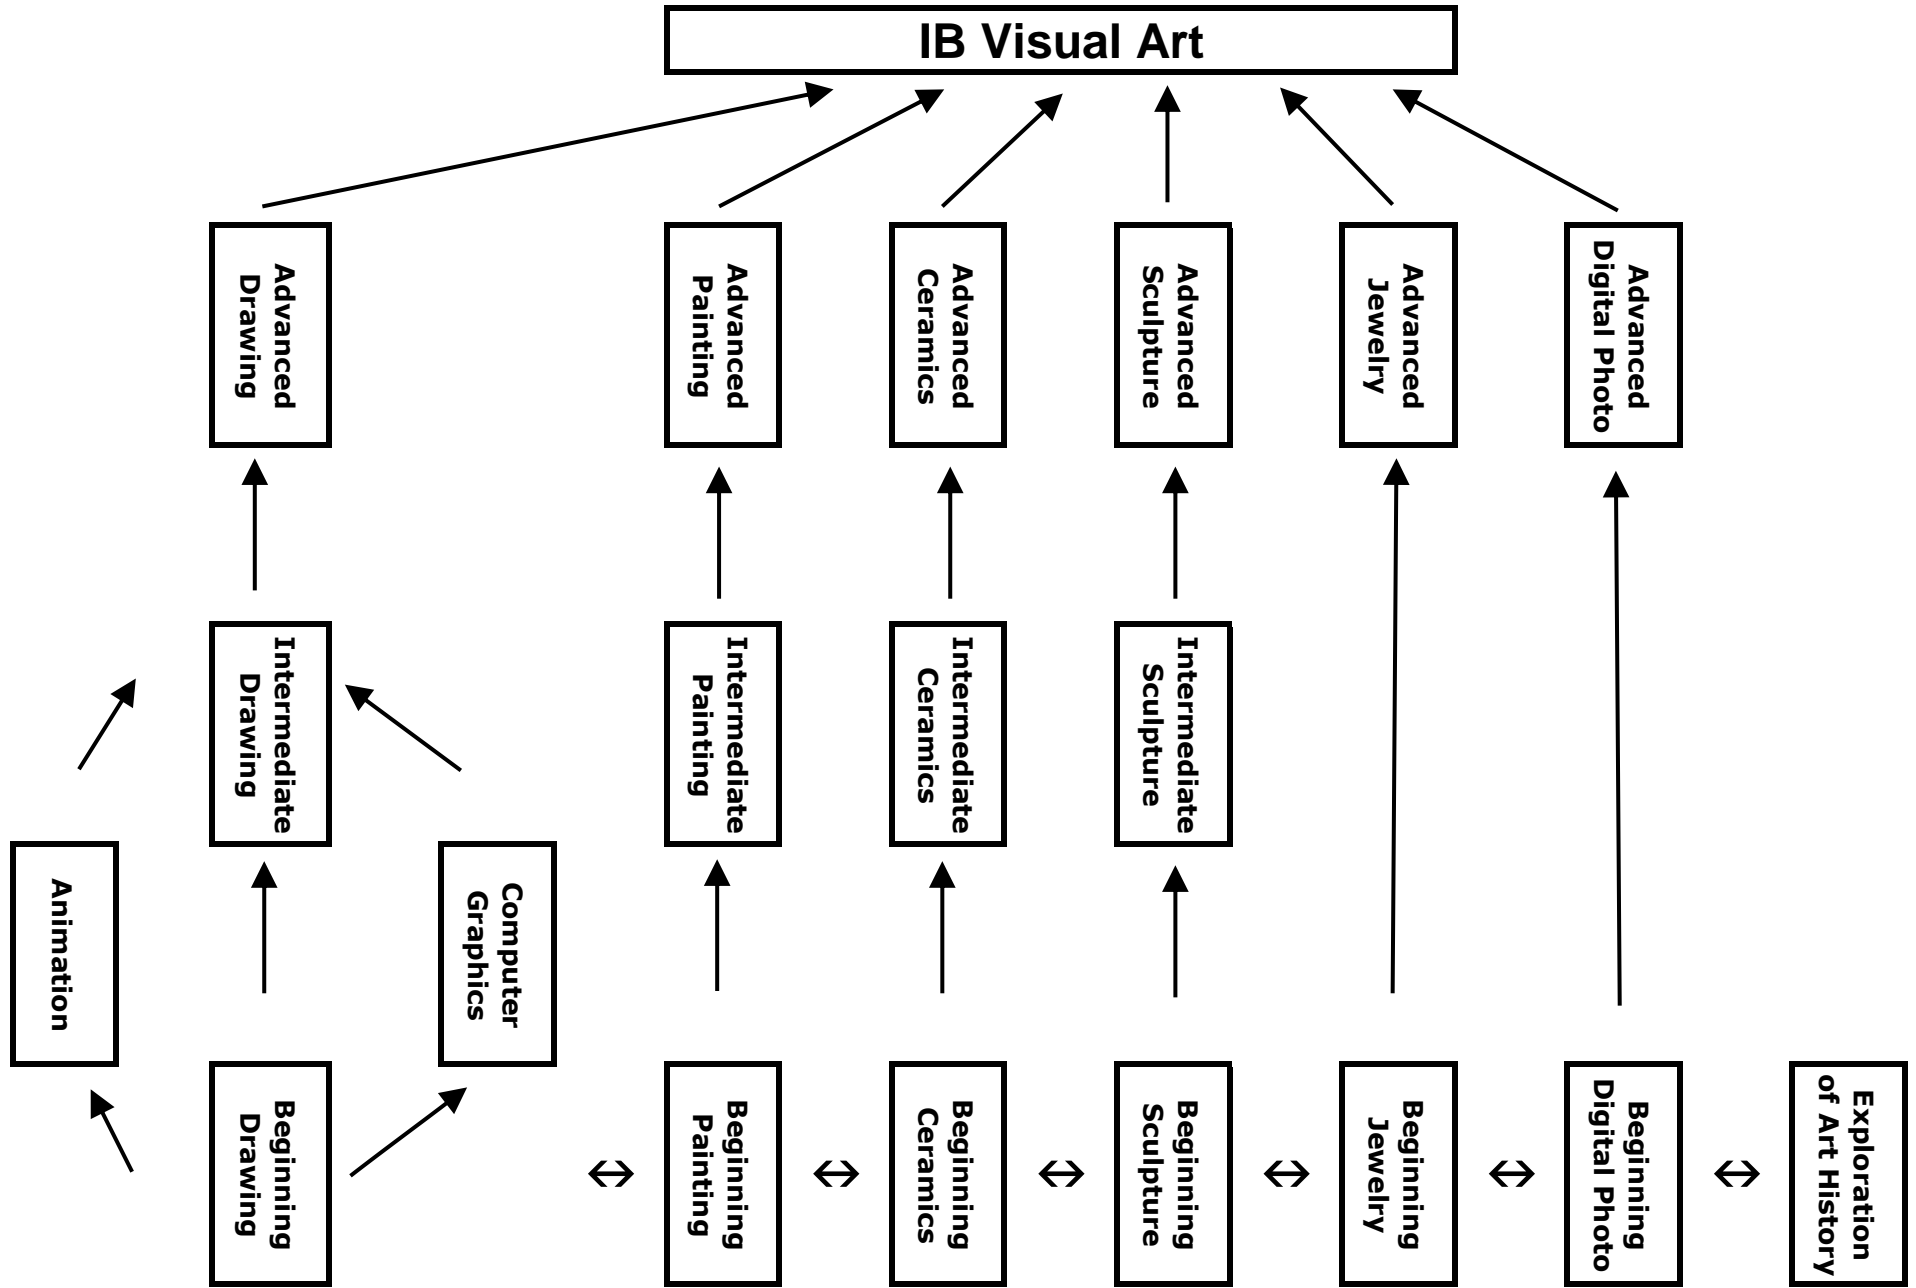 IB Visual Art
Advanced
Drawing
Advanced
Painting
Advanced
Ceramics
Advanced
Sculpture
Advanced
Jewelry
Advanced
Digital Photo
Intermediate
Drawing
Intermediate
Painting
Intermediate
Ceramics
Intermediate
Sculpture
Animation
Computer
Graphics
Beginning
Drawing
Beginning
Painting
Beginning
Ceramics
Beginning
Sculpture
Beginning
Jewelry
Beginning
Digital Photo
Exploration
of Art History